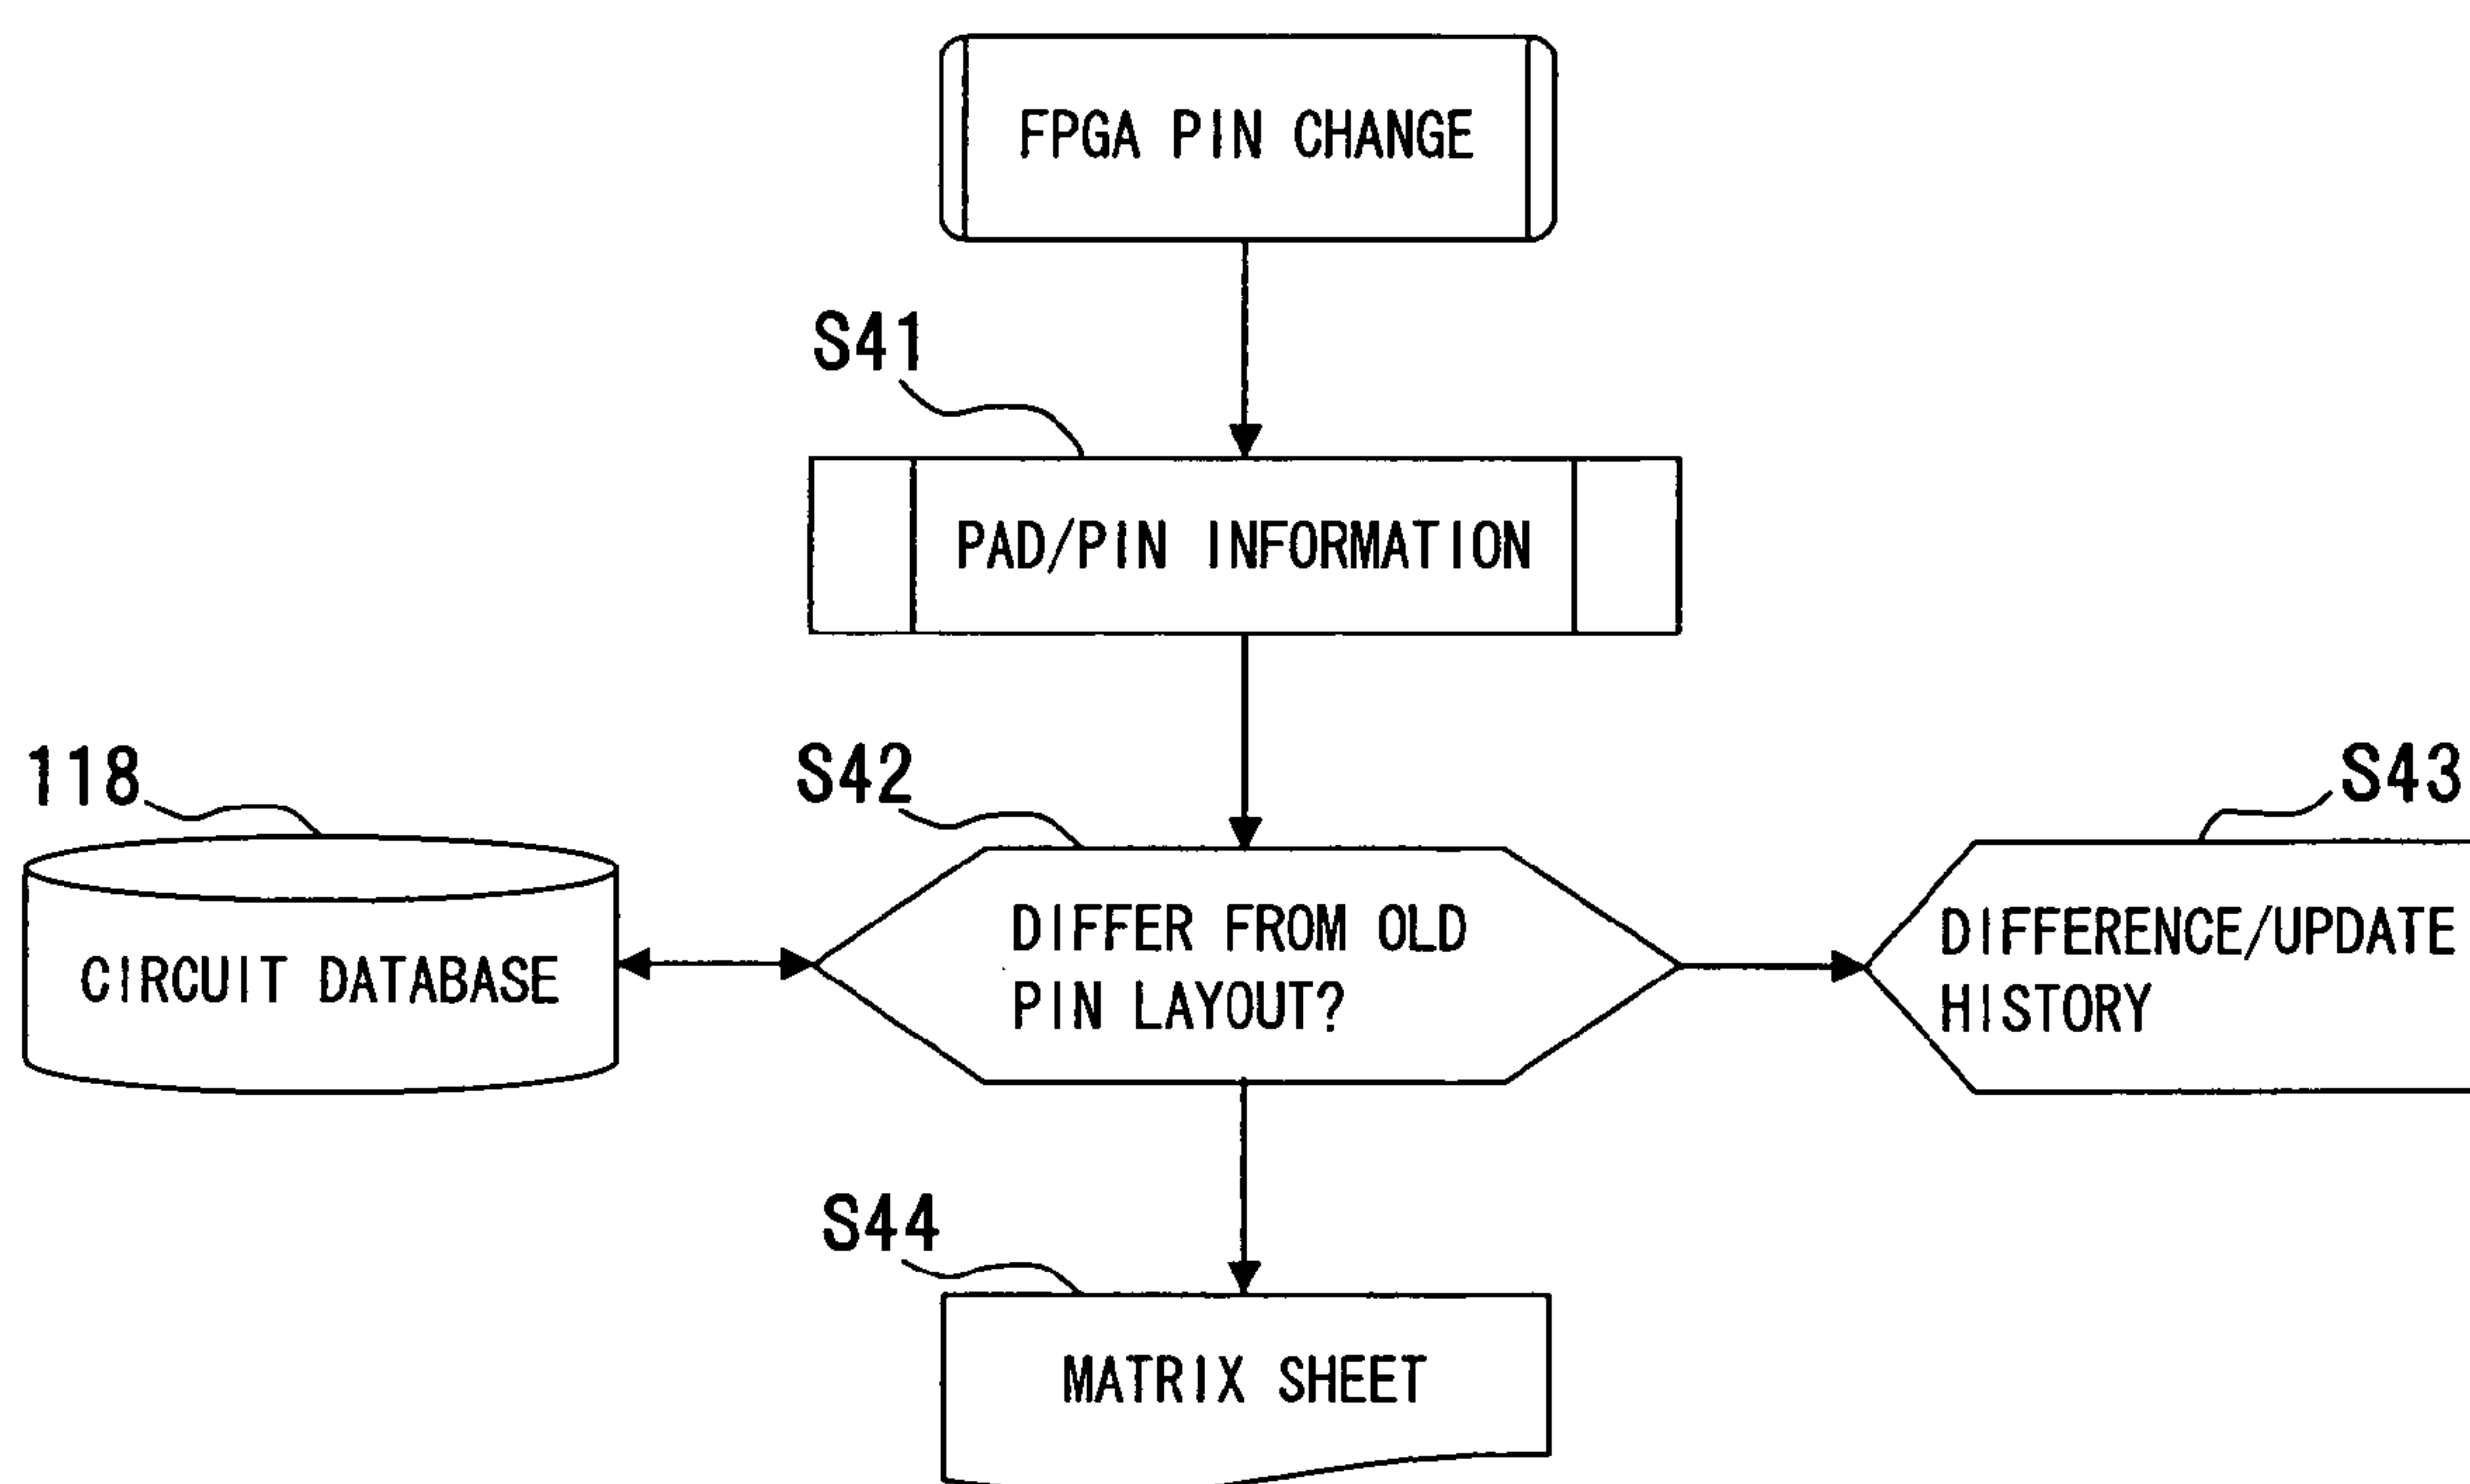 FPGA PIN CHANGE
S41
PAD/PIN INFORMATION
118
S42
S43
CIRCUIT DATABASE
DIFFER FROM OLD
PIN LAYOUT?
DIFFERENCE/UPDATE
HISTORY
S44
MATRIX SHEET